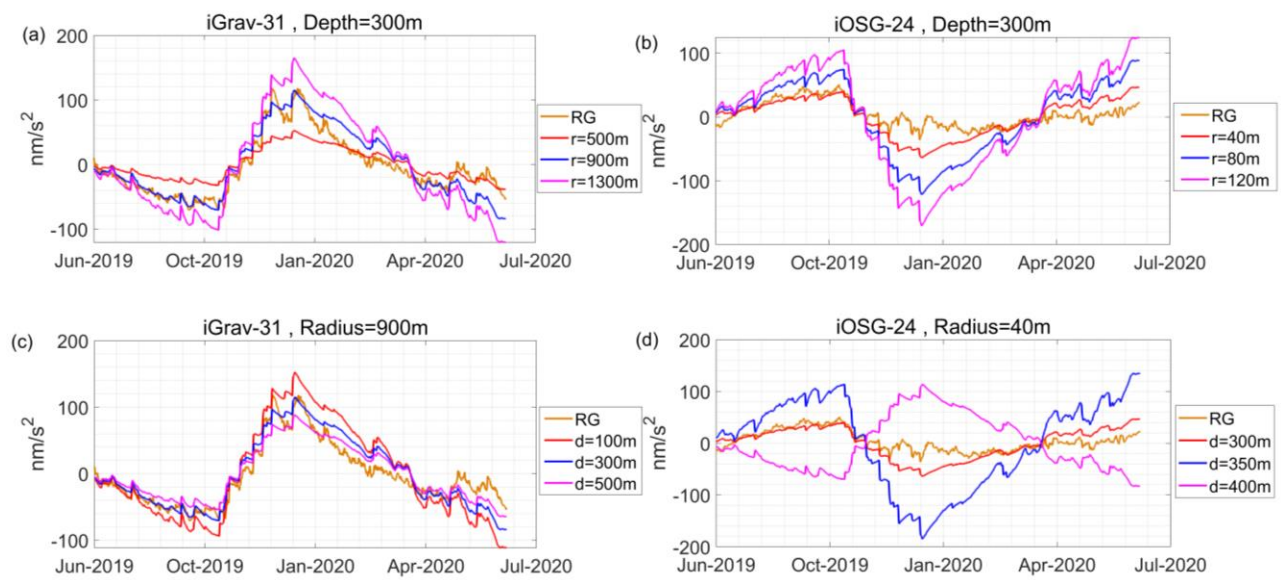 (a) iGrav-31 , Depth=300m
200
100
0
-100
nm/s²
Jun-2019 Oct-2019 Jan-2020 Apr-2020 Jul-2020
RG
r=500m
r=900m
r=1300m
(b) iOSG-24 , Depth=300m
100
0
-100
-200
nm/s²
Jun-2019 Oct-2019 Jan-2020 Apr-2020 Jul-2020
RG
r=40m
r=80m
r=120m
(c) iGrav-31 , Radius=900m
200
100
0
-100
nm/s²
Jun-2019 Oct-2019 Jan-2020 Apr-2020 Jul-2020
RG
d=100m
d=300m
d=500m
(d) iOSG-24 , Radius=40m
200
100
0
-100
-200
nm/s²
Jun-2019 Oct-2019 Jan-2020 Apr-2020 Jul-2020
RG
d=300m
d=350m
d=400m